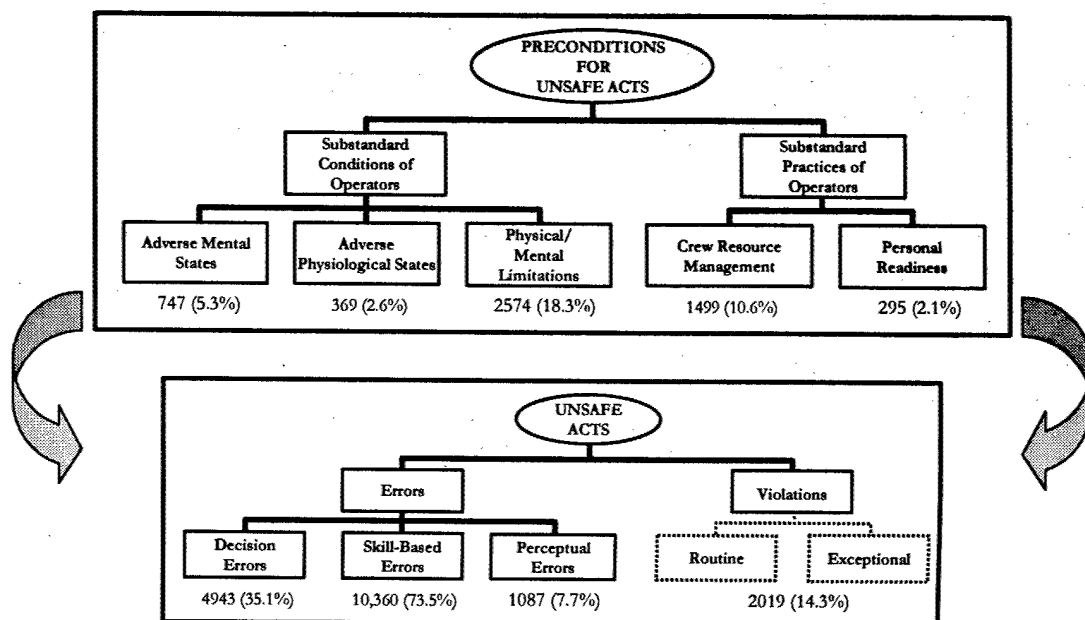 PRECONDITIONS
FOR
UNSAFE ACTS
Substandard
Conditions of
Operators
Substandard
Practices of
Operators
Adverse Mental
States
Adverse
Physiological States
Physical/
Mental
Limitations
Crew Resource
Management
Personal
Readiness
747 (5.3%)
369 (2.6%)
2574 (18.3%)
1499 (10.6%)
295 (2.1%)
UNSAFE
ACTS
Errors
Violations
Decision
Errors
Skill-Based
Errors
Perceptual
Errors
Routine
Exceptional
4943 (35.1%)
10,360 (73.5%)
1087 (7.7%)
2019 (14.3%)